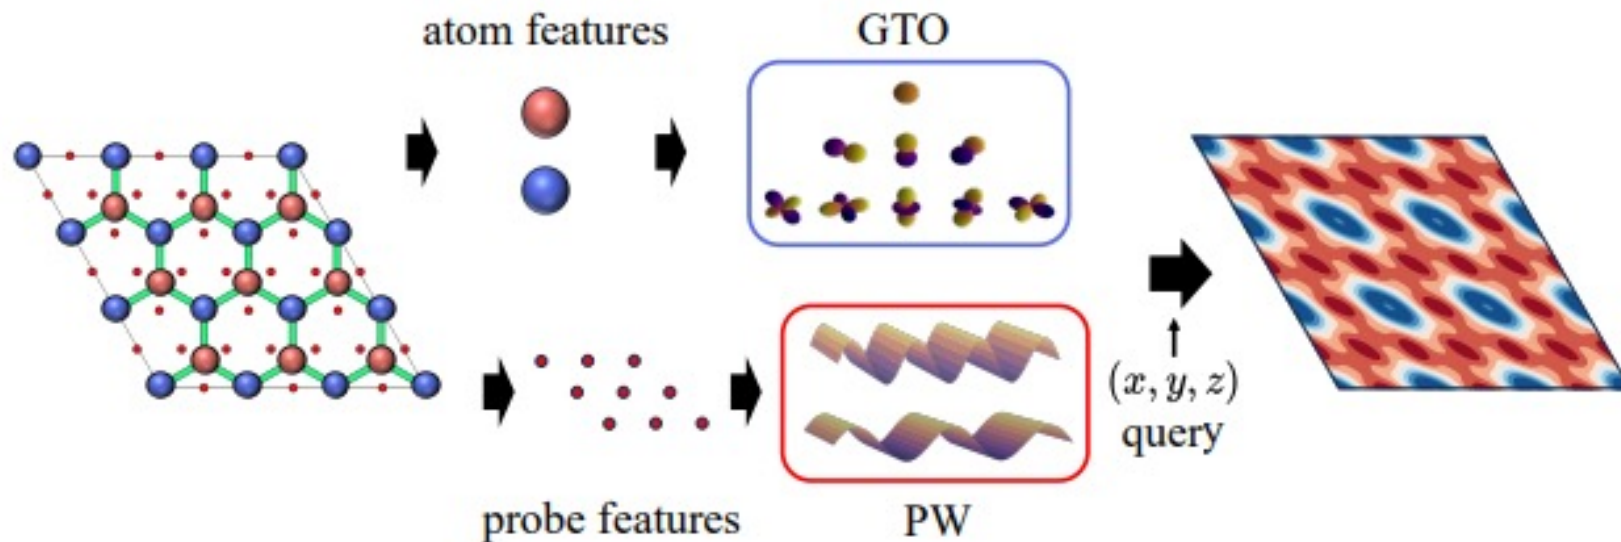 atom features
GTO
(x, y, z)
query
probe features
PW